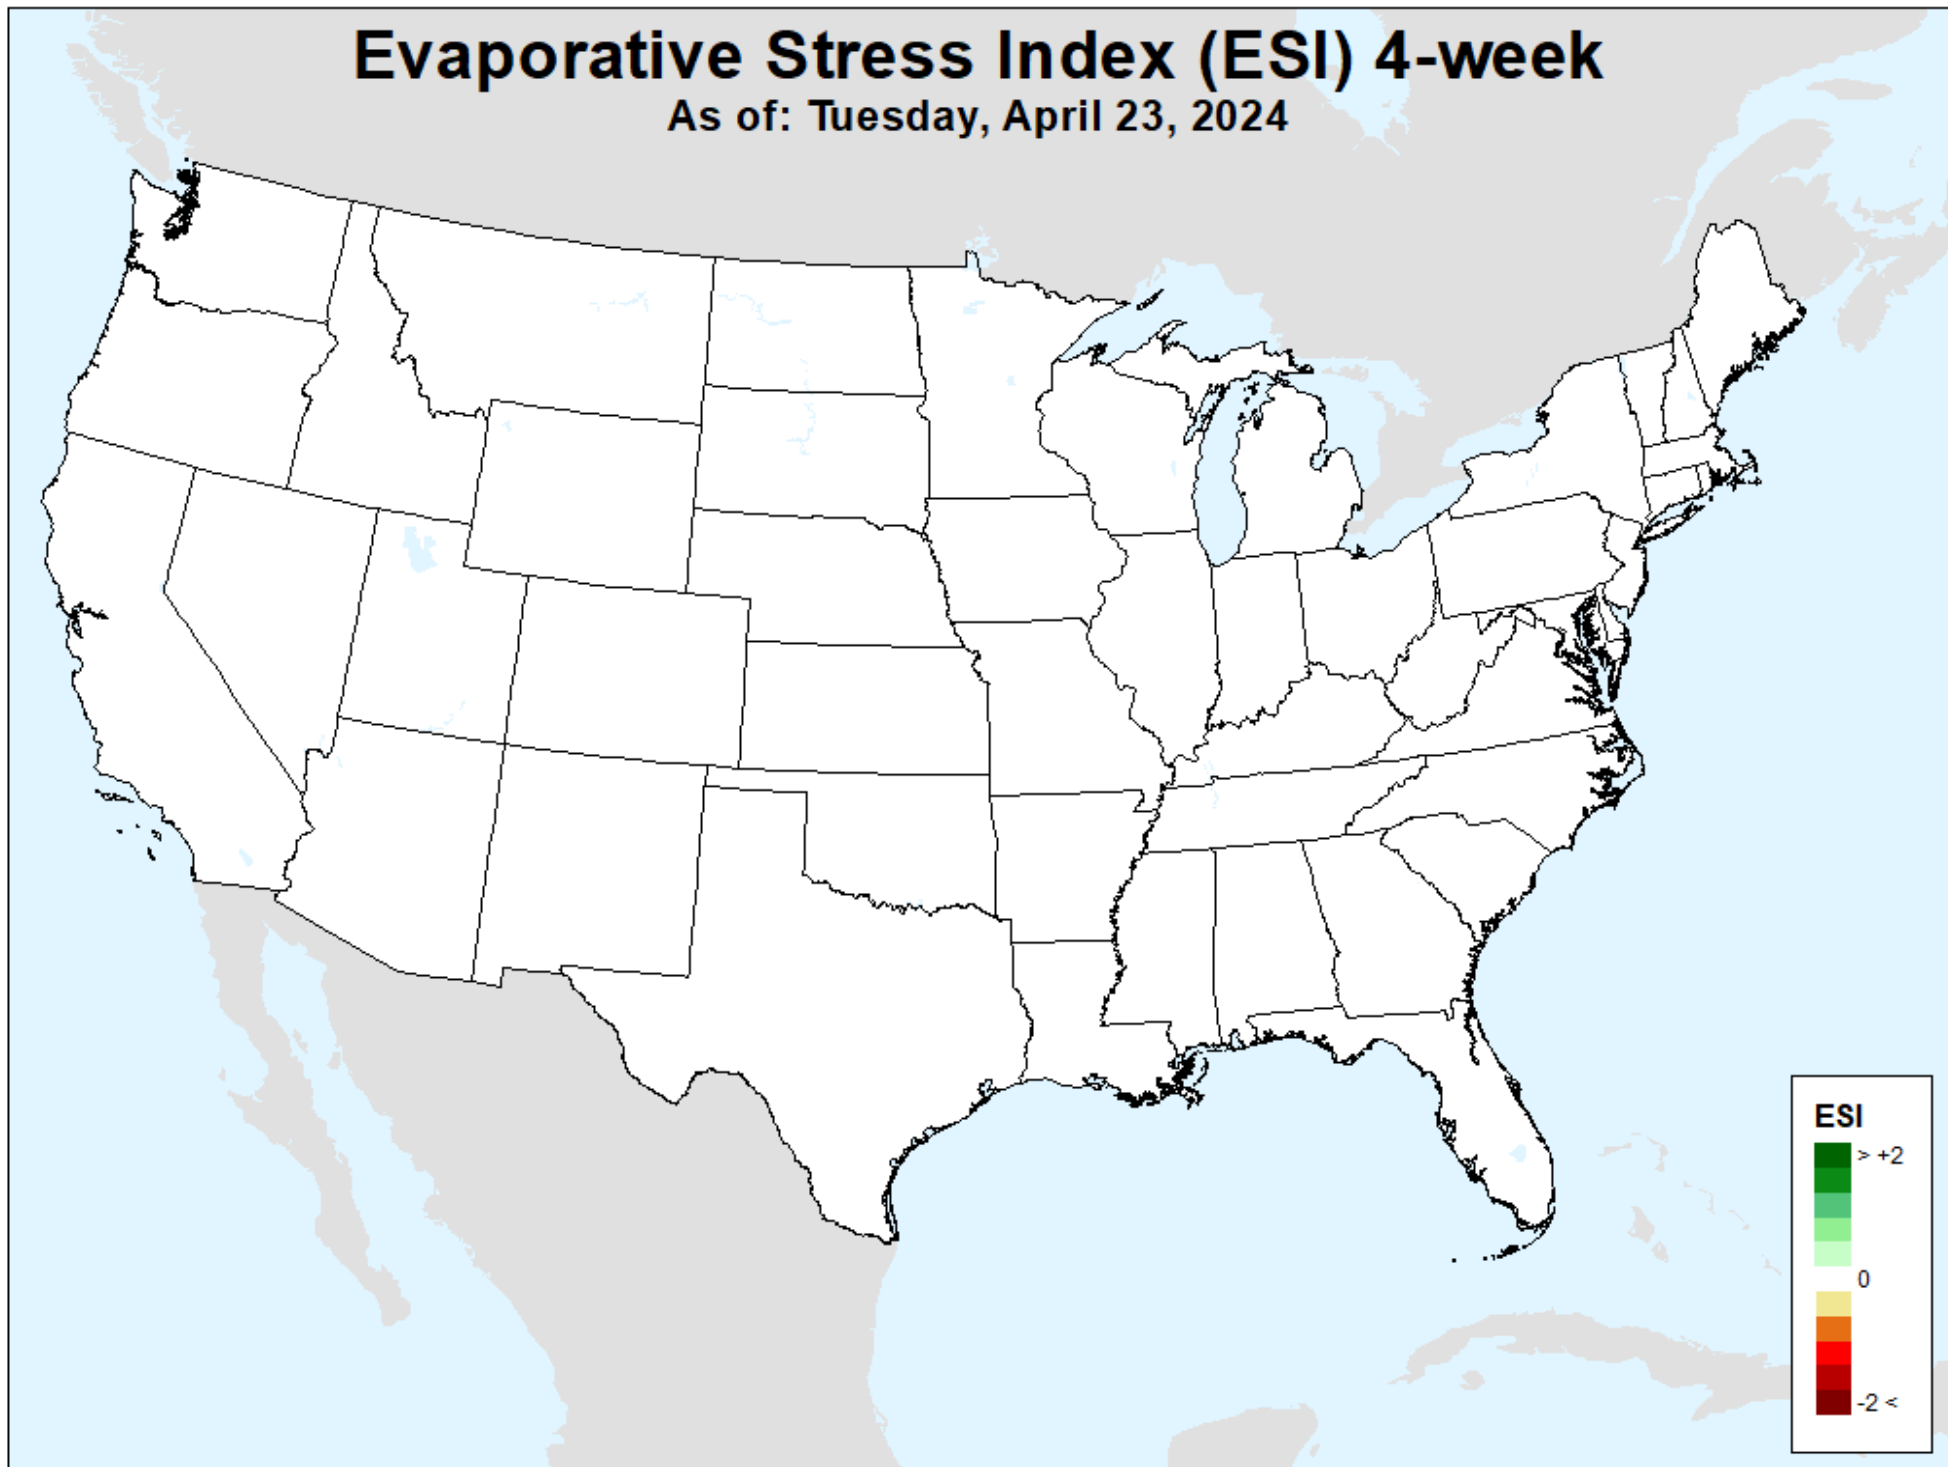 Evaporative Stress Index (ESI) 4-week
As of: Tuesday, April 23, 2024
ESI
> +2
0
-2 <